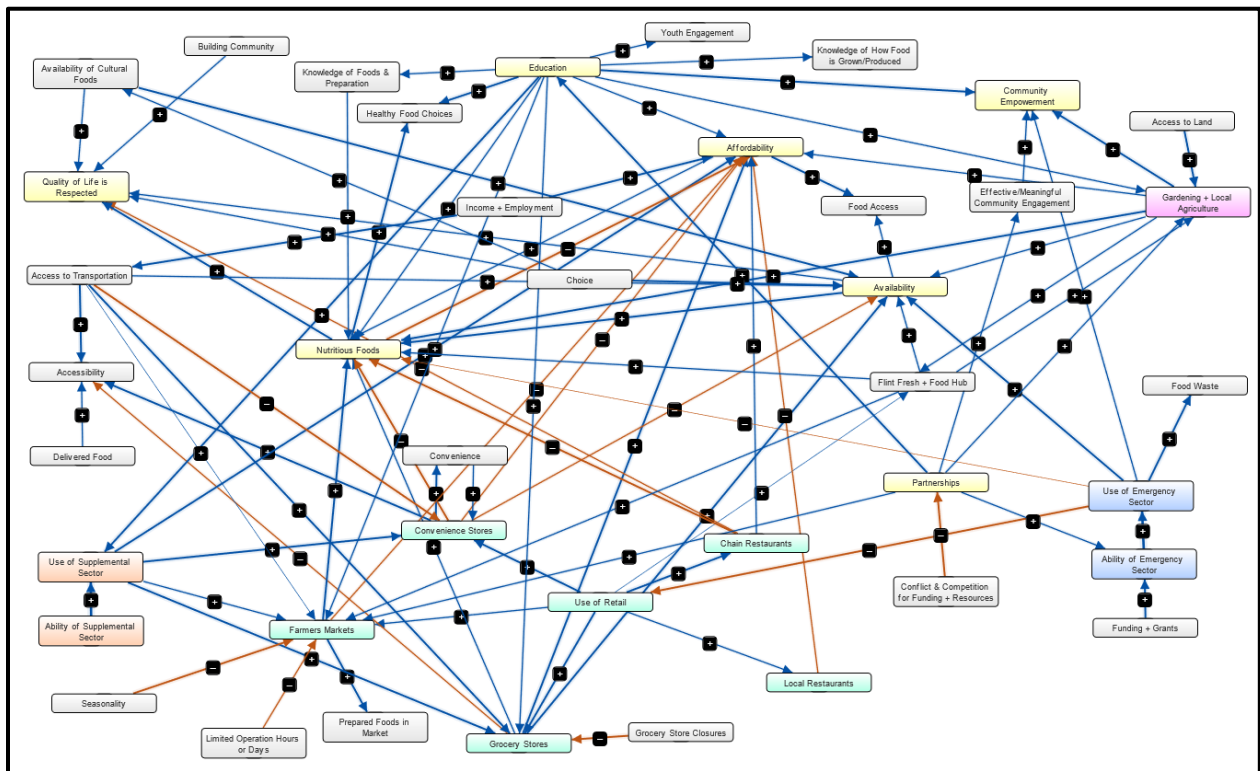 Youth Engagement
Building Community
Knowledge of How Food
is Grown/Produced
Availability of Cultural
Foods
Knowledge of Foods &
Preparation
Education
Community
Empowerment
Healthy Food Choices
Access to Land
Affordability
Quality of Life is
Respected
Income + Employment
Food Access
Effective/Meaningful
Community Engagement
Gardening + Local
Agriculture
Access to Transportation
Choice
Availability
Nutritious Foods
Accessibility
Flint Fresh + Food Hub
Food Waste
Delivered Food
Convenience
Partnerships
Use of Emergency
Sector
Convenience Stores
Chain Restaurants
Use of Supplemental
Sector
Ability of Emergency
Sector
Conflict & Competition
for Funding + Resources
Use of Retail
Ability of Supplemental
Sector
Farmers Markets
Funding + Grants
Local Restaurants
Seasonality
Prepared Foods in
Market
Limited Operation Hours
or Days
Grocery Stores
Grocery Store Closures